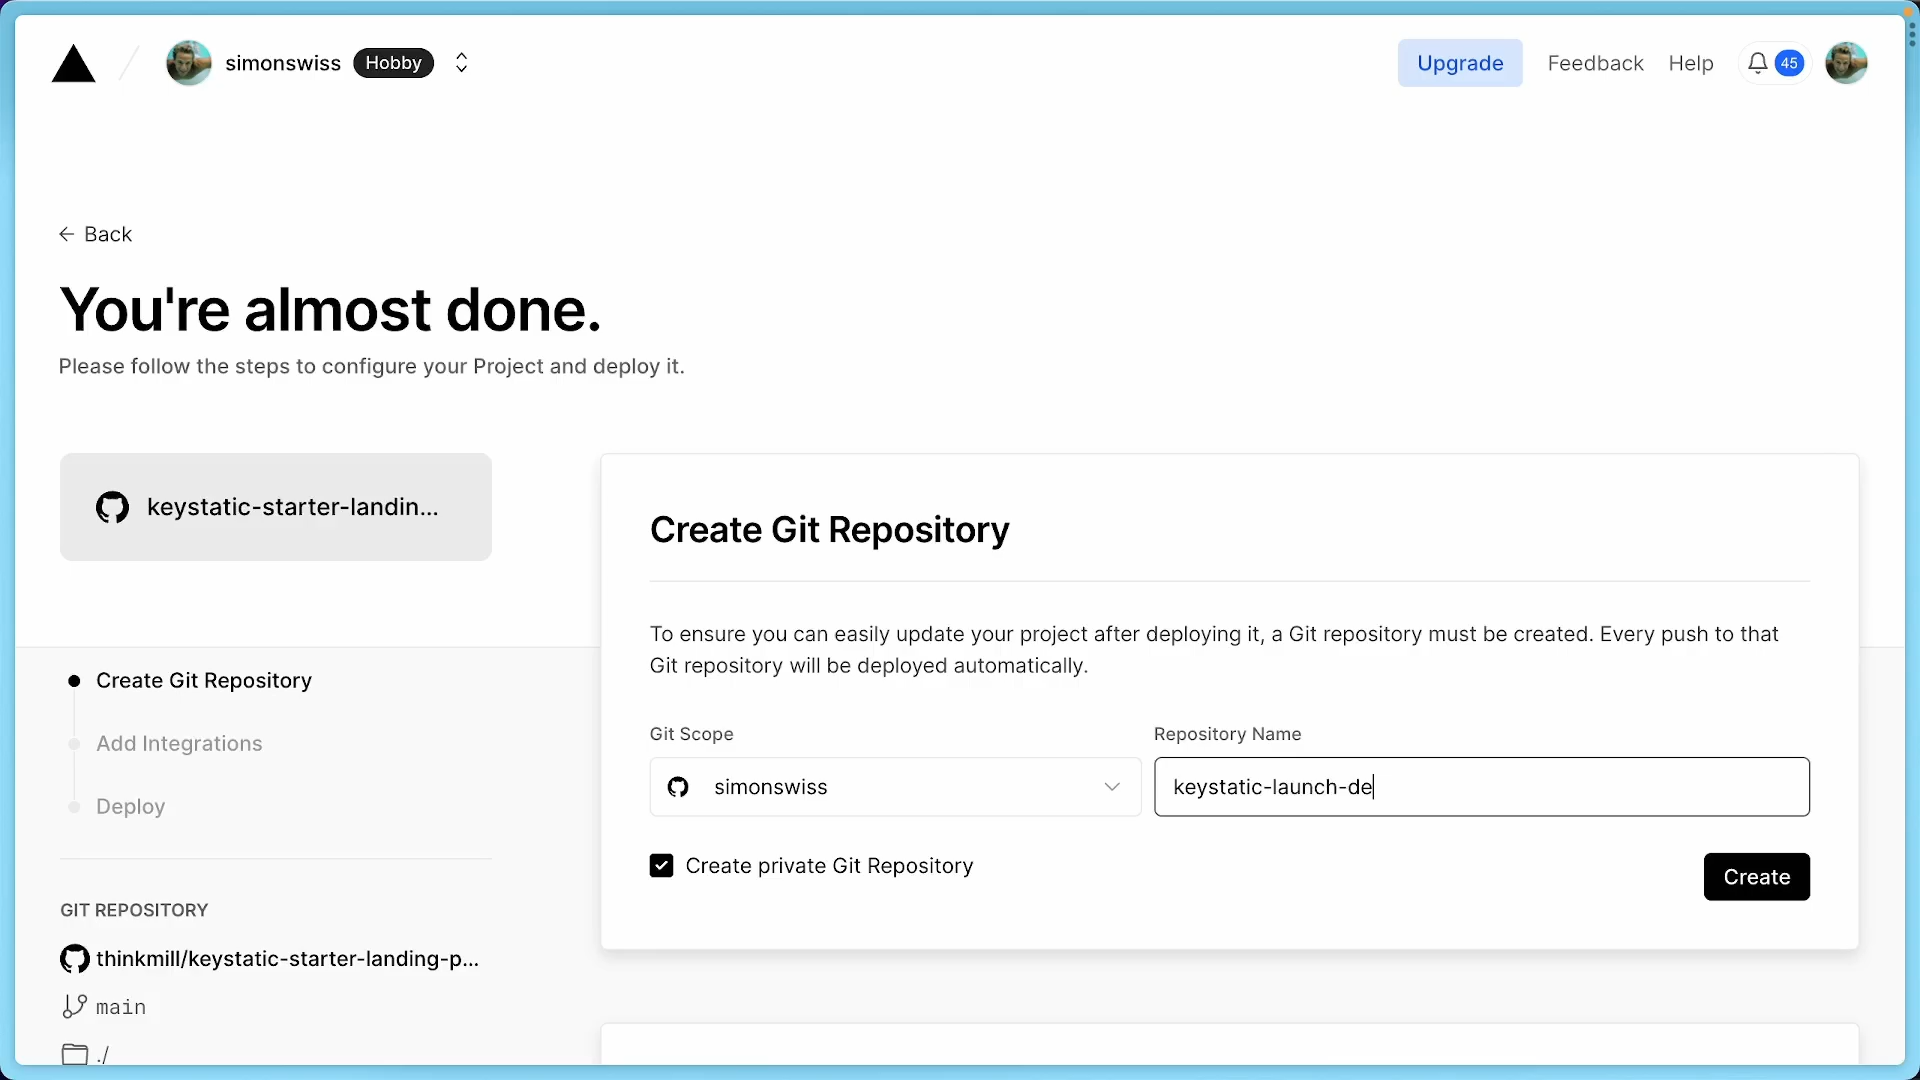 simonswiss Hobby
Upgrade Feedback Help 45
Back
You're almost done.
Please follow the steps to configure your Project and deploy it.
keystatic-starter-landin...
Create Git Repository
Add Integrations
Deploy
GIT REPOSITORY
thinkmill/keystatic-starter-landing-p...
main
./
Create Git Repository
To ensure you can easily update your project after deploying it, a Git repository must be created. Every push to that
Git repository will be deployed automatically.
Git Scope
simonswiss
Repository Name
keystatic-launch-de
Create private Git Repository
Create